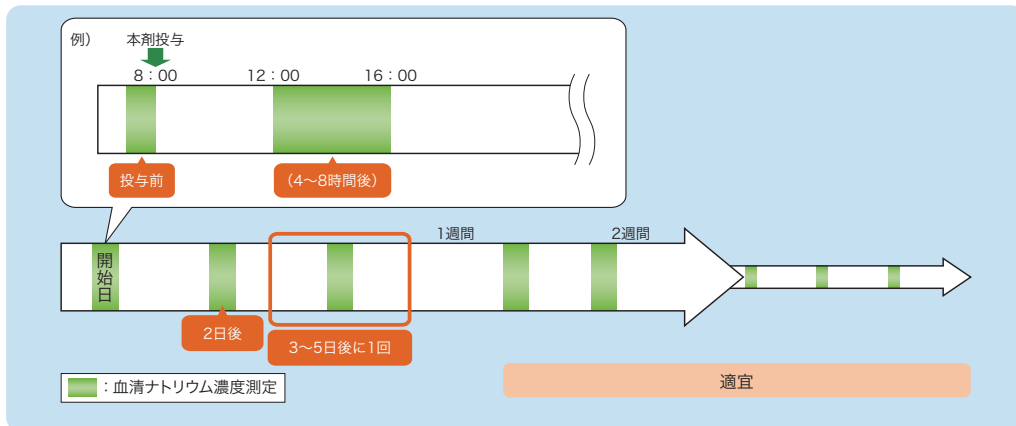 例)
本剤投与
8：00
12：00
16：00
投与前
（4〜8時間後）
1週間
2週間
開始日
2日後
3〜5日後に1回
：血清ナトリウム濃度測定
適宜